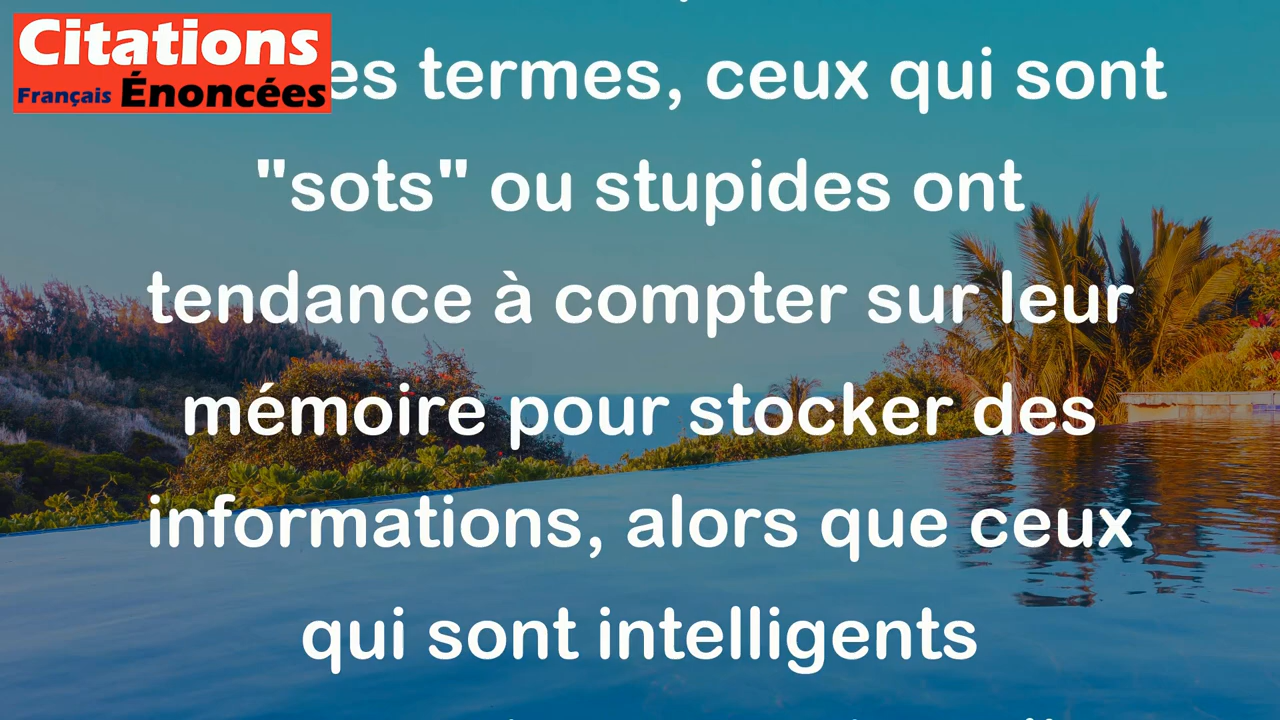 Citations
Français Énoncées
termes, ceux qui sont
"sots" ou stupides ont
tendance à compter sur leur
mémoire pour stocker des
informations, alors que ceux
qui sont intelligents